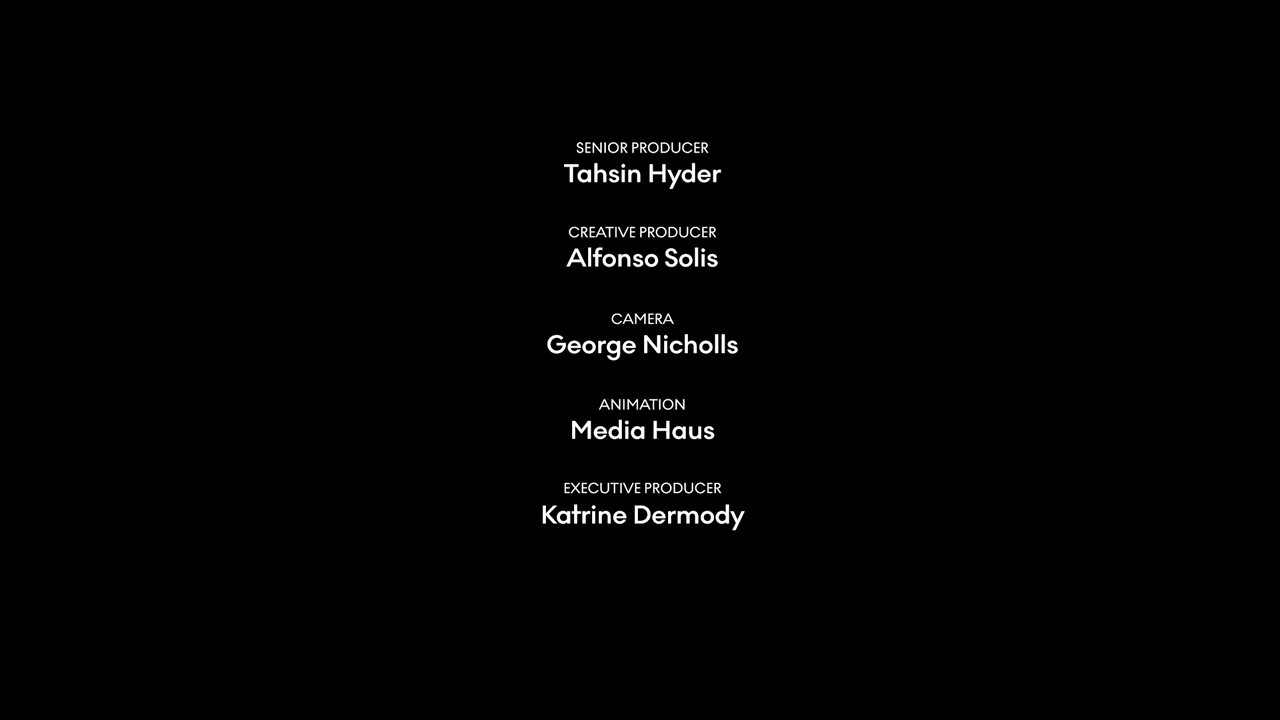 SENIOR PRODUCER
Tahsin Hyder
CREATIVE PRODUCER
Alfonso Solis
CAMERA
George Nicholls
ANIMATION
Media Haus
EXECUTIVE PRODUCER
Katrine Dermody